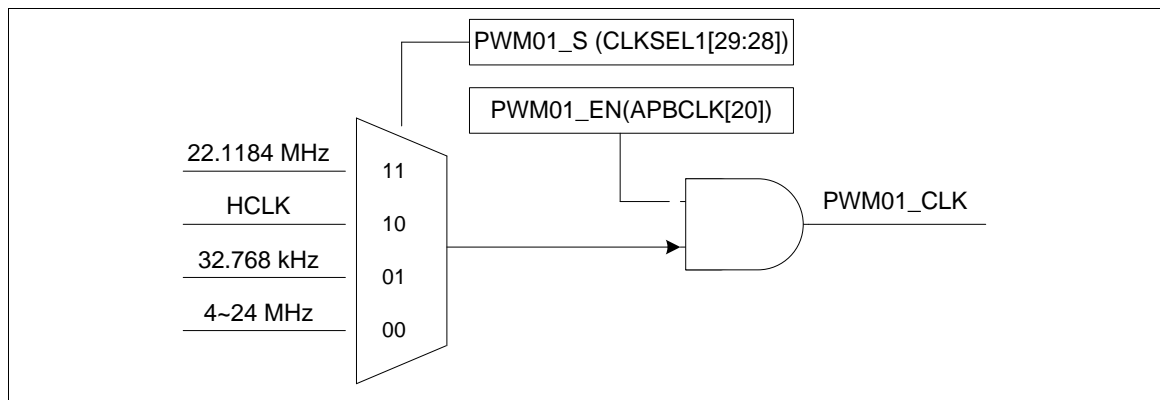 PWM01_S (CLKSEL1[29:28])
PWM01_EN(APBCLK[20])
22.1184 MHz
11
PWM01_CLK
HCLK
10
32.768 kHz
01
4~24 MHz
00